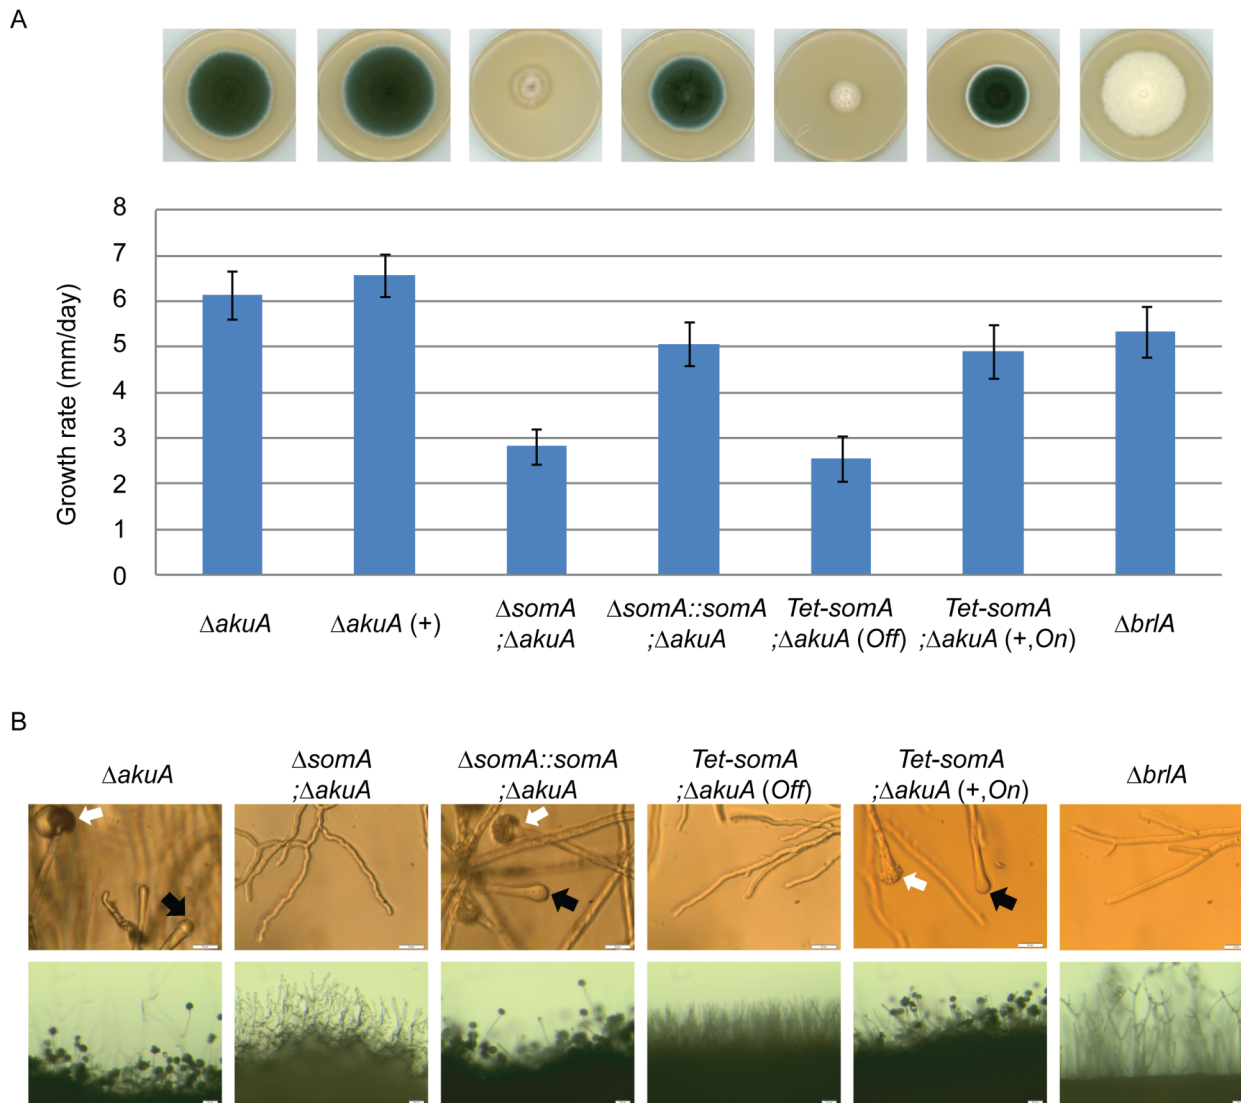 A
8
7
6
5
4
3
2
1
0
Growth rate (mm/day)
ΔakuA
ΔakuA (+)
ΔsomA
;ΔakuA
ΔsomA::somA
;ΔakuA
Tet-somA
;ΔakuA (Off)
Tet-somA
;ΔakuA (+,On)
ΔbrlA
B
ΔakuA
ΔsomA
;ΔakuA
ΔsomA::somA
;ΔakuA
Tet-somA
;ΔakuA (Off)
Tet-somA
;ΔakuA (+,On)
ΔbrlA